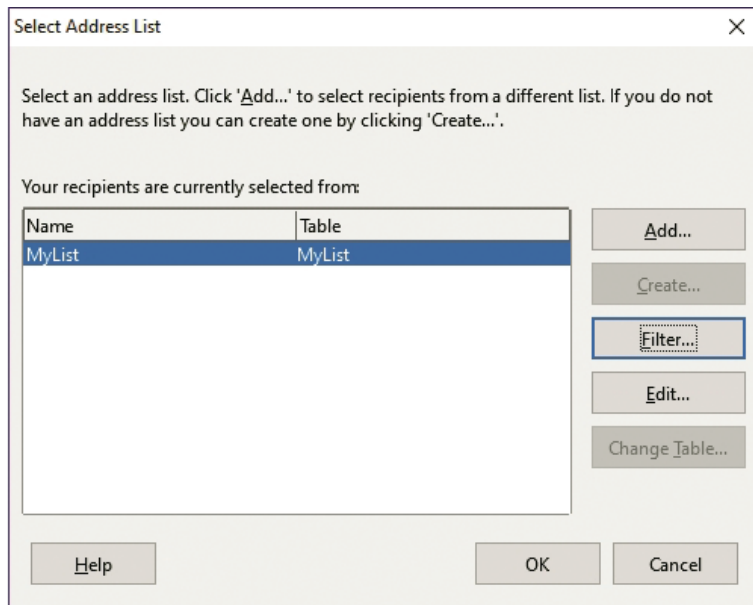 Select Address List
Select an address list. Click 'Add...' to select recipients from a different list. If you do not
have an address list you can create one by clicking 'Create...'.
Your recipients are currently selected from:
Name Table
MyList MyList
Add...
Create...
Filter...
Edit...
Change Table...
Help OK Cancel